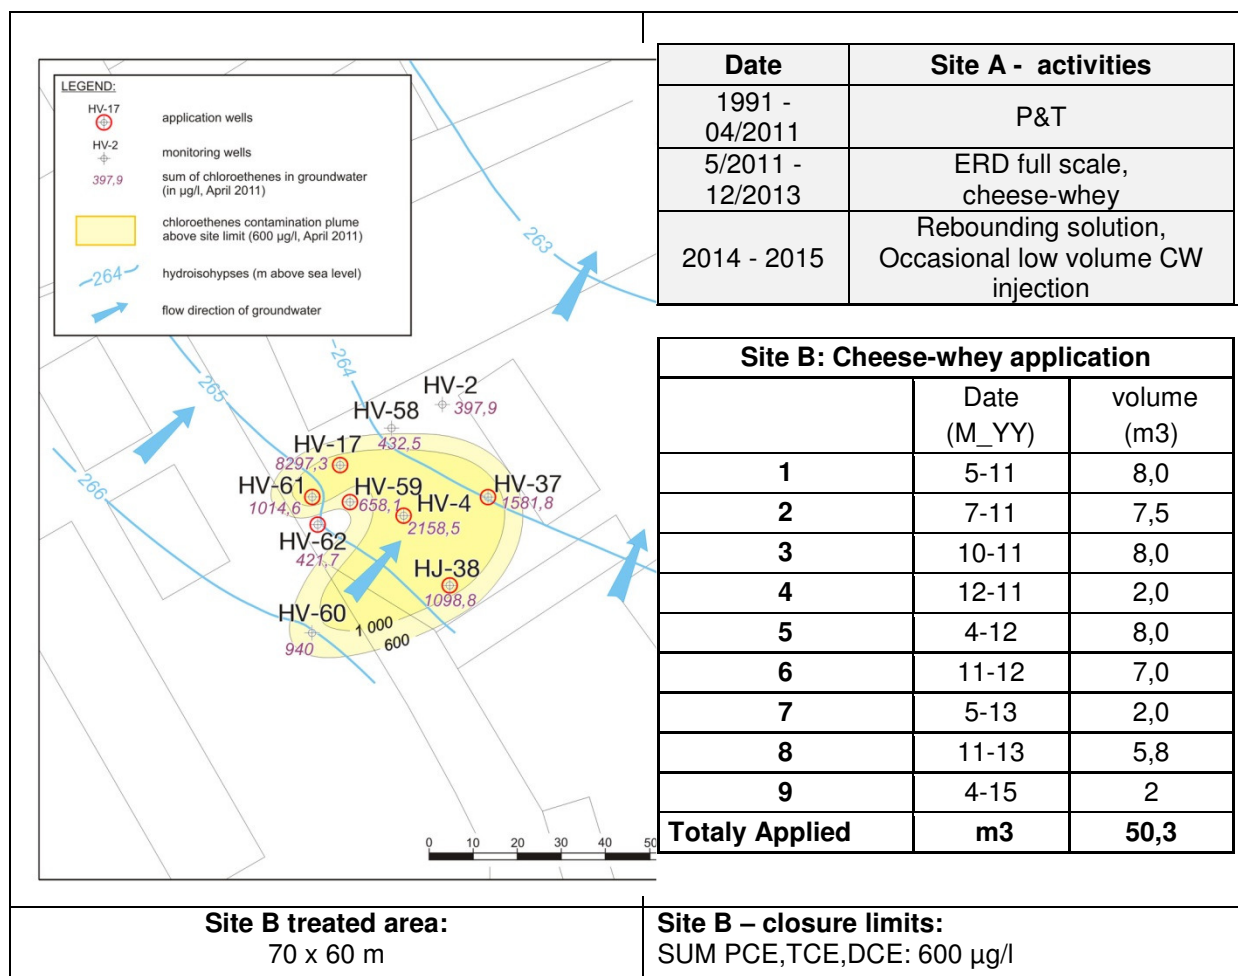 LEGEND:
HV-17
application wells
HV-2
monitoring wells
397,9
sum of chloroethenes in groundwater
(in µg/l, April 2011)
chloroethenes contamination plume
above site limit (600 µg/l, April 2011)
264
hydroisohypses (m above sea level)
flow direction of groundwater
263
264
265
266
HV-2
397,9
HV-58
432,5
HV-17
8297,3
HV-61
1014,6
HV-59
658,1
HV-37
1581,8
HV-4
2158,5
HV-62
421,7
HJ-38
1098,8
HV-60
940
1 000
600
0 10 20 30 40 50
Date Site A - activities
1991 -
04/2011
P&T
5/2011 -
12/2013
ERD full scale,
cheese-whey
2014 - 2015
Rebounding solution,
Occasional low volume CW
injection
Site B: Cheese-whey application
Date
(M_YY)
volume
(m3)
1 5-11 8,0
2 7-11 7,5
3 10-11 8,0
4 12-11 2,0
5 4-12 8,0
6 11-12 7,0
7 5-13 2,0
8 11-13 5,8
9 4-15 2
Totaly Applied m3 50,3
Site B treated area:
70 x 60 m
Site B – closure limits:
SUM PCE,TCE,DCE: 600 µg/l